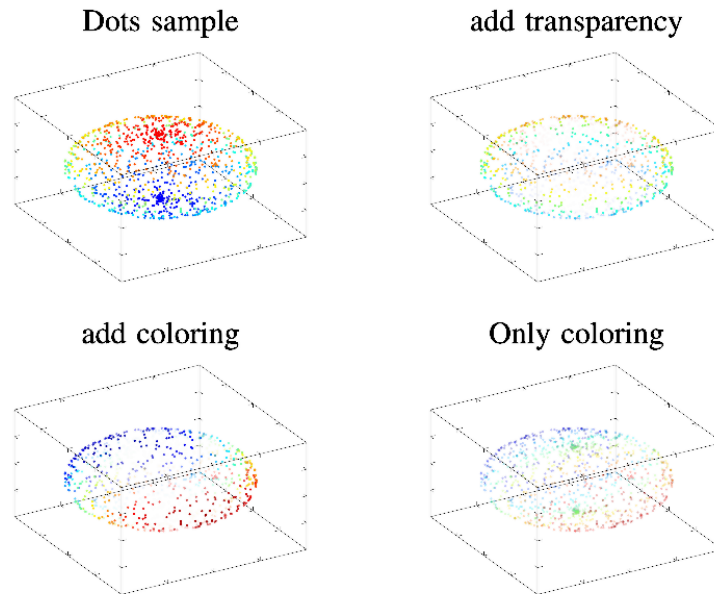 Dots sample
add transparency
add coloring
Only coloring